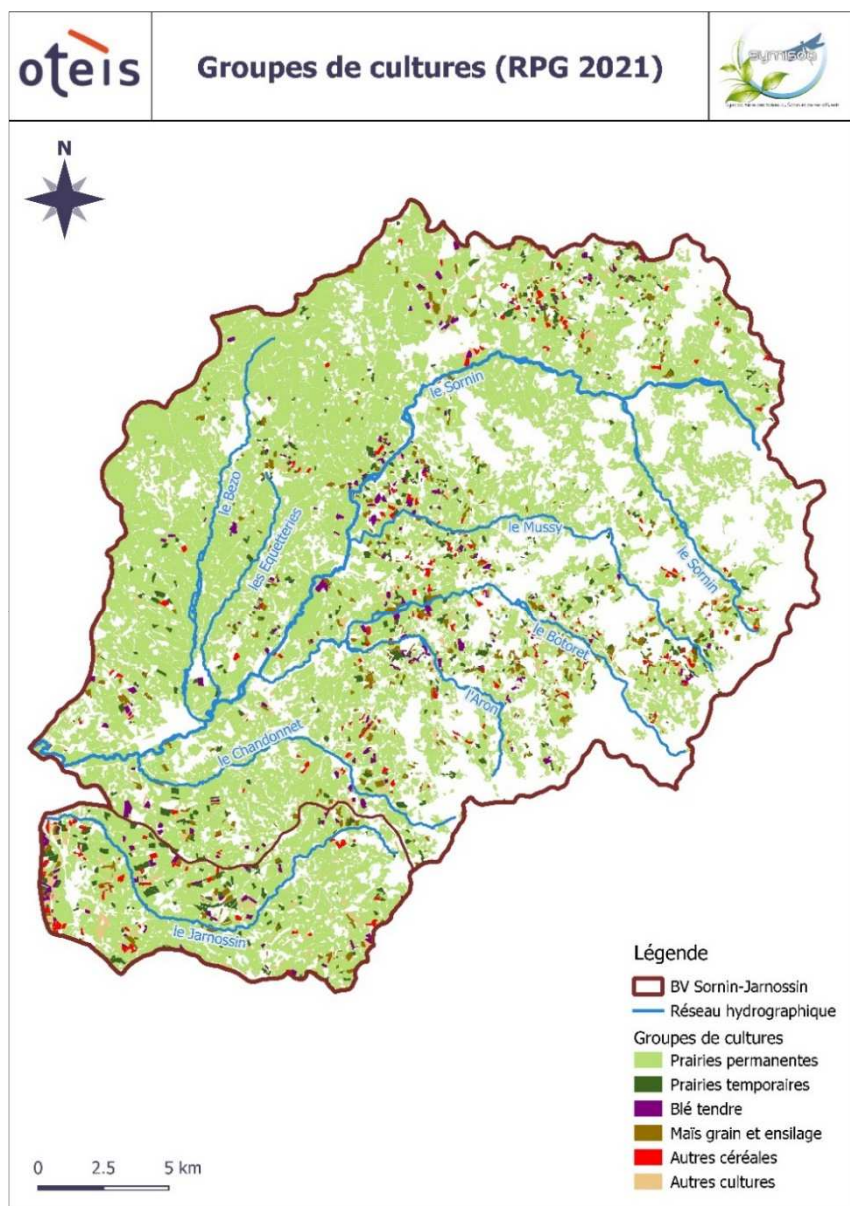 otèis
Groupes de cultures (RPG 2021)
symisoa
N
le Sornin
le Bezo
les Equetteries
le Mussy
le Sornin
le Botoret
l'Aron
le Chandonnet
le Jarnossin
Légende
BV Sornin-Jarnossin
Réseau hydrographique
Groupes de cultures
Prairies permanentes
Prairies temporaires
Blé tendre
Maïs grain et ensilage
Autres céréales
Autres cultures
0 2.5 5 km